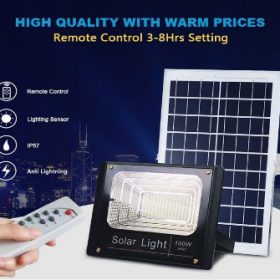 HIGH QUALITY WITH WARM PRICES
Remote Control 3-8Hrs Setting
Remote Control
Lighting Sensor
IP67
Anti Lightning
Solar Light
100W
IP67